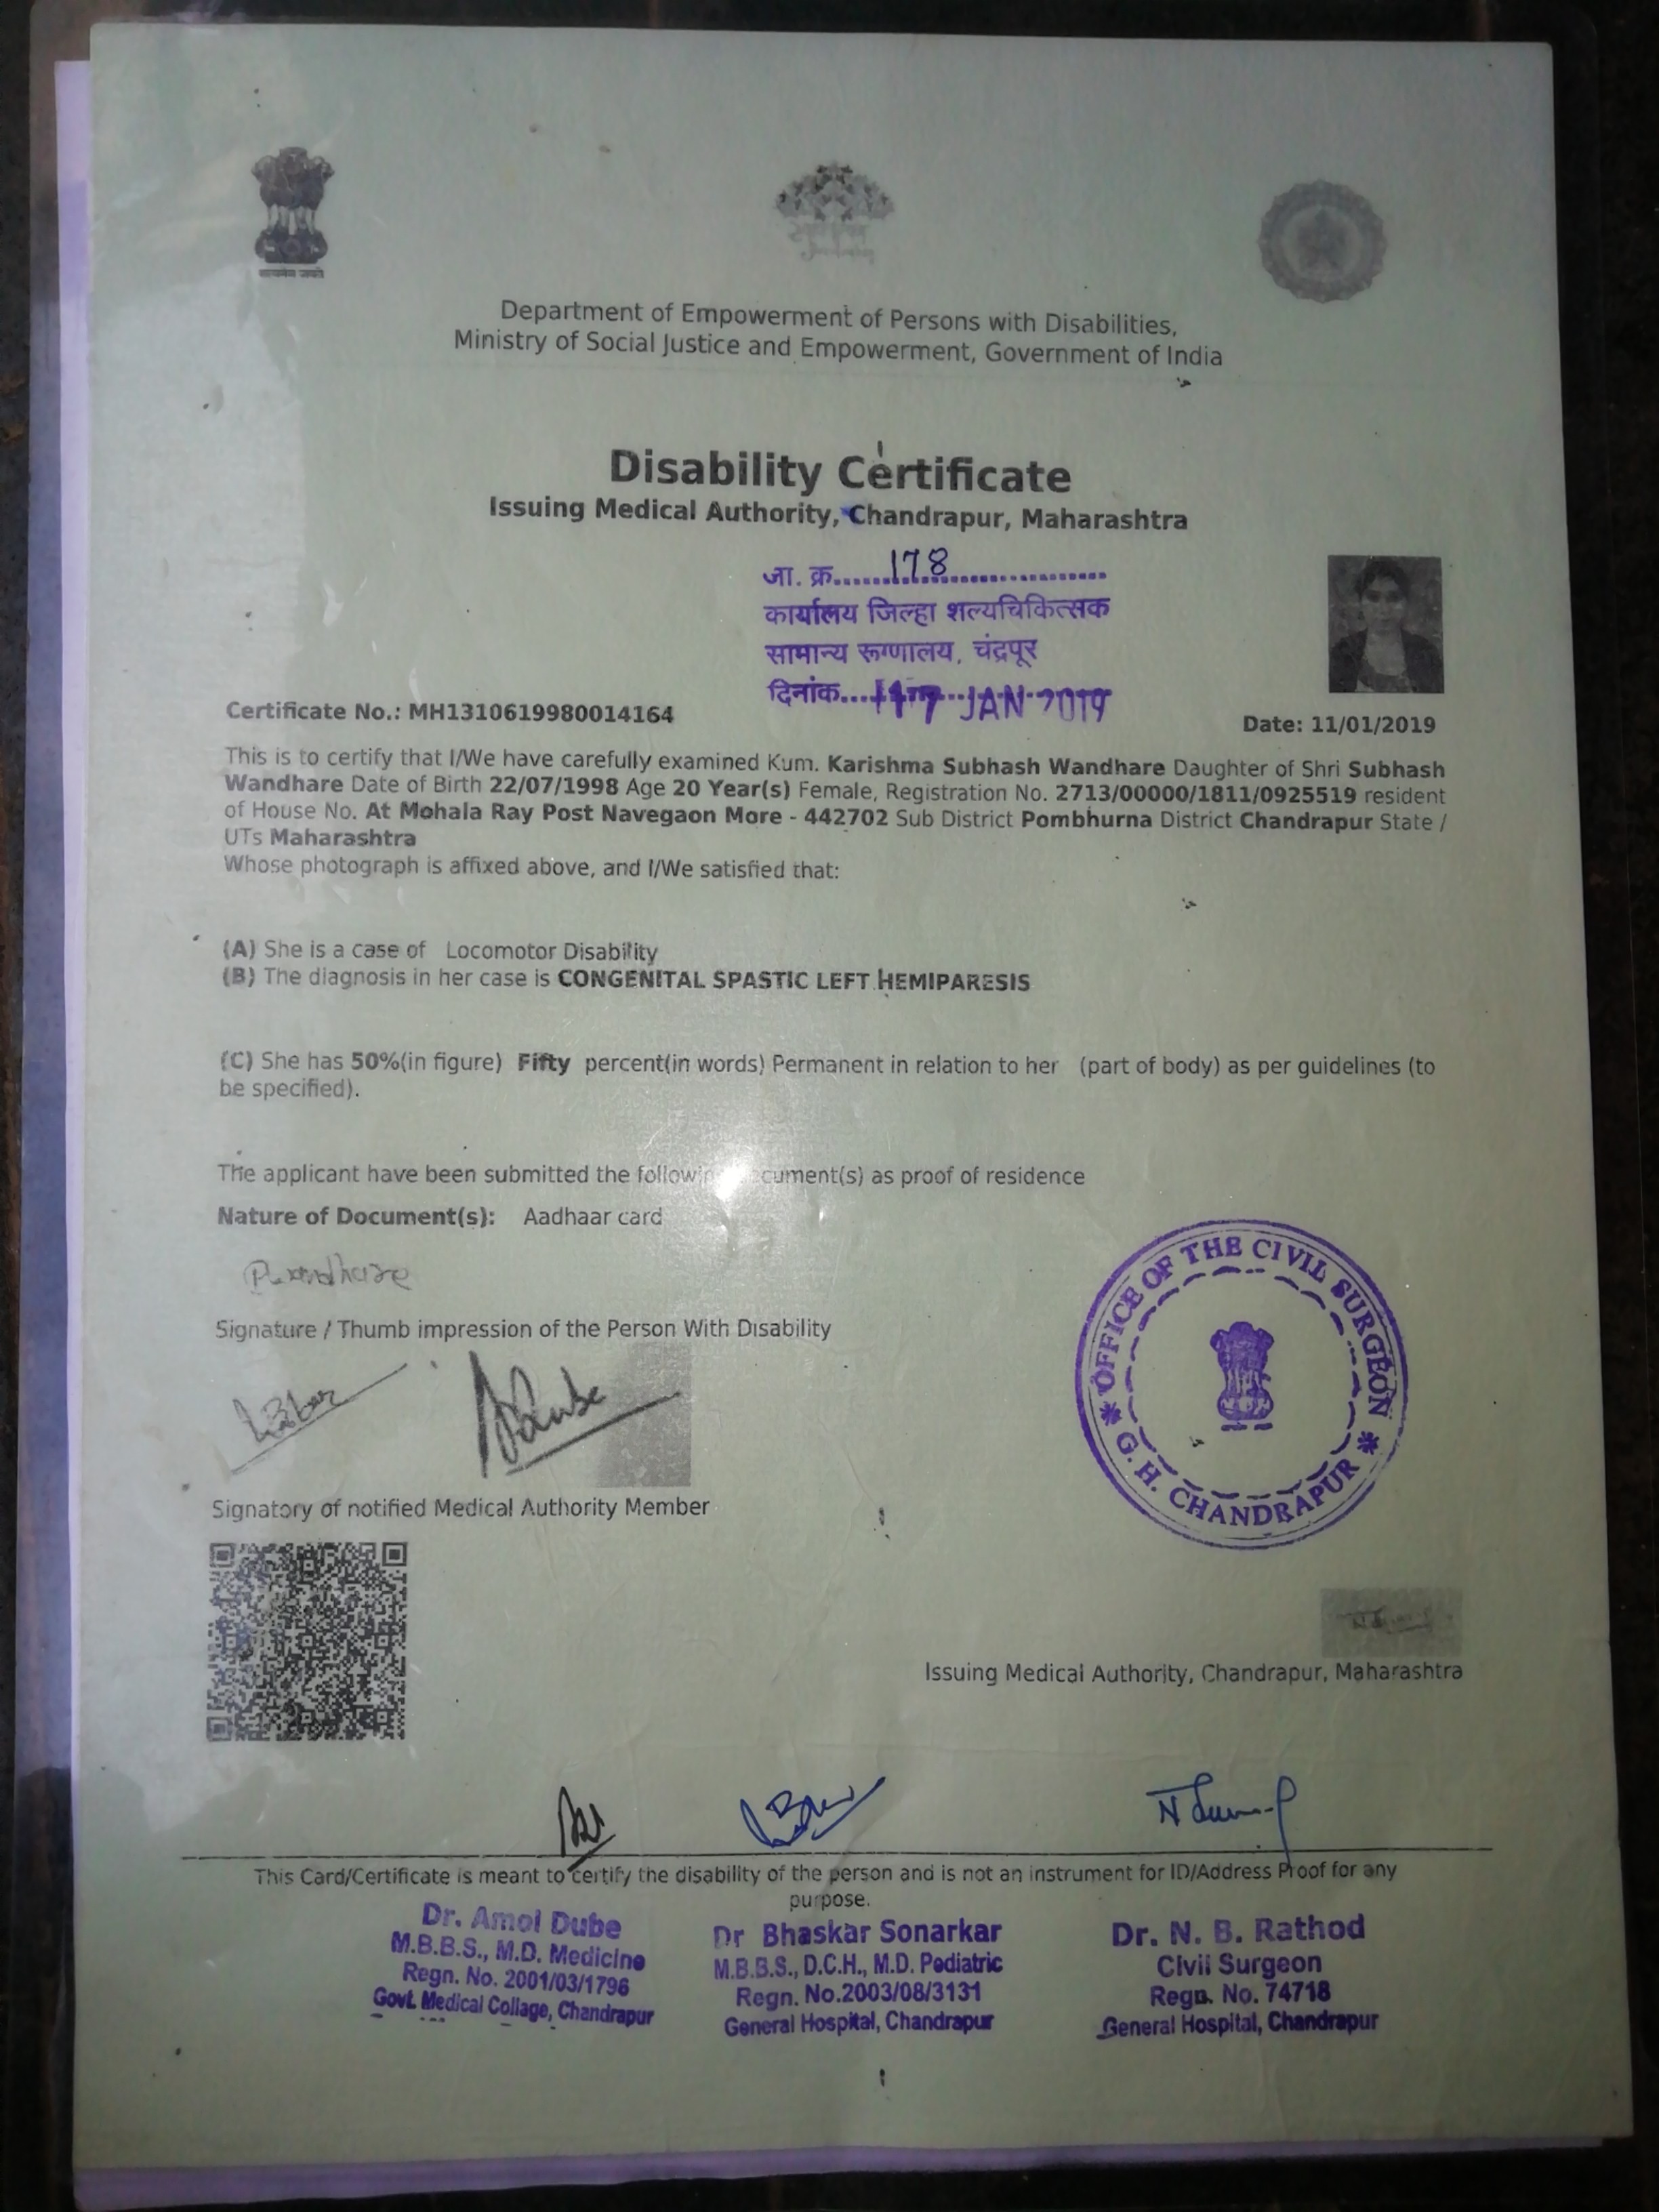 सत्यमेव जयते
Department of Empowerment of Persons with Disabilities,
Ministry of Social Justice and Empowerment, Government of India
Disability Certificate
Issuing Medical Authority, Chandrapur, Maharashtra
जा. क्र. 178
कार्यालय जिल्हा शल्यचिकित्सक
सामान्य रूग्णालय, चंद्रपूर
दिनांक 17 JAN 2019
Certificate No.: MH1310619980014164
Date: 11/01/2019
This is to certify that I/We have carefully examined Kum. Karishma Subhash Wandhare Daughter of Shri Subhash
Wandhare Date of Birth 22/07/1998 Age 20 Year(s) Female, Registration No. 2713/00000/1811/0925519 resident
of House No. At Mohala Ray Post Navegaon More - 442702 Sub District Pombhurna District Chandrapur State /
UTs Maharashtra
Whose photograph is affixed above, and I/We satisfied that:
(A) She is a case of Locomotor Disability
(B) The diagnosis in her case is CONGENITAL SPASTIC LEFT HEMIPARESIS
(C) She has 50%(in figure) Fifty percent(in words) Permanent in relation to her (part of body) as per guidelines (to
be specified).
The applicant have been submitted the cument(s) as proof of residence
Nature of Document(s): Aadhaar card
Signature / Thumb impression of the Person With Disability
Signatory of notified Medical Authority Member
OFFICE OF THE CIVIL SURGEON
G. H. CHANDRAPUR
Issuing Medical Authority, Chandrapur, Maharashtra
This Card/Certificate is meant to certify the disability of the person and is not an instrument for ID/Address Proof for any
purpose.
Dr. Amol Dube
M.B.B.S., M.D. Medicine
Regn. No. 2001/03/1796
Govt. Medical Collage, Chandrapur
Dr Bhaskar Sonarkar
M.B.B.S., D.C.H., M.D. Pediatric
Regn. No.2003/08/3131
General Hospital, Chandrapur
Dr. N. B. Rathod
Civil Surgeon
Regn. No. 74718
General Hospital, Chandrapur